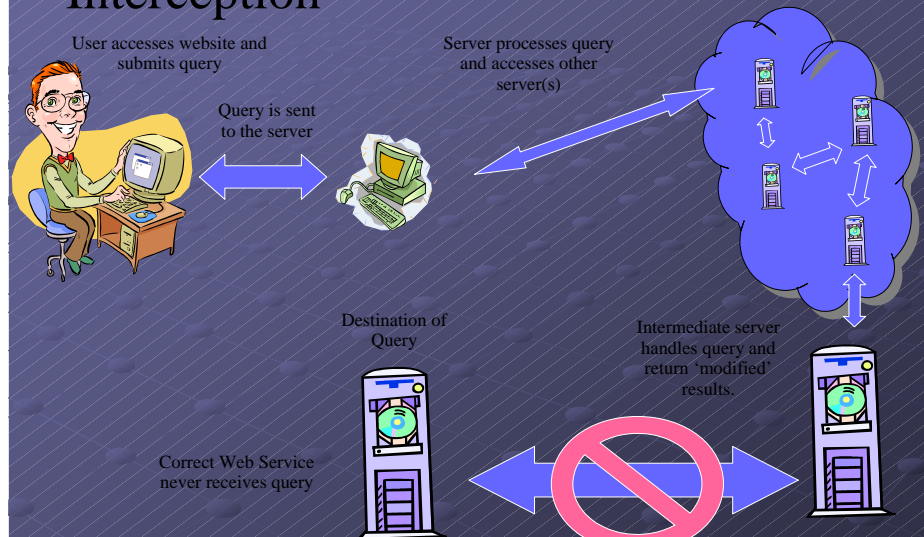 Interception
User accesses website and
submits query
Server processes query
and accesses other
server(s)
Query is sent
to the server
Destination of
Query
Intermediate server
handles query and
return ‘modified’
results.
Correct Web Service
never receives query